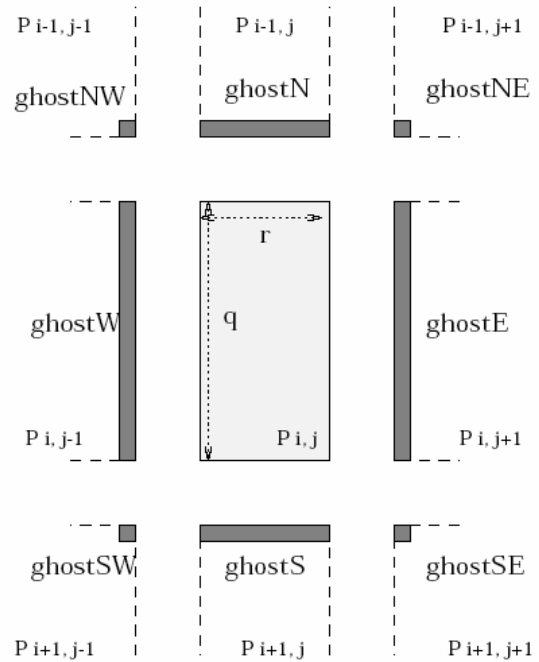 P i-1, j-1 P i-1, j P i-1, j+1
ghostNW ghostN ghostNE
r
ghostW q ghostE
P i, j-1 P i, j P i, j+1
ghostSW ghostS ghostSE
P i+1, j-1 P i+1, j P i+1, j+1